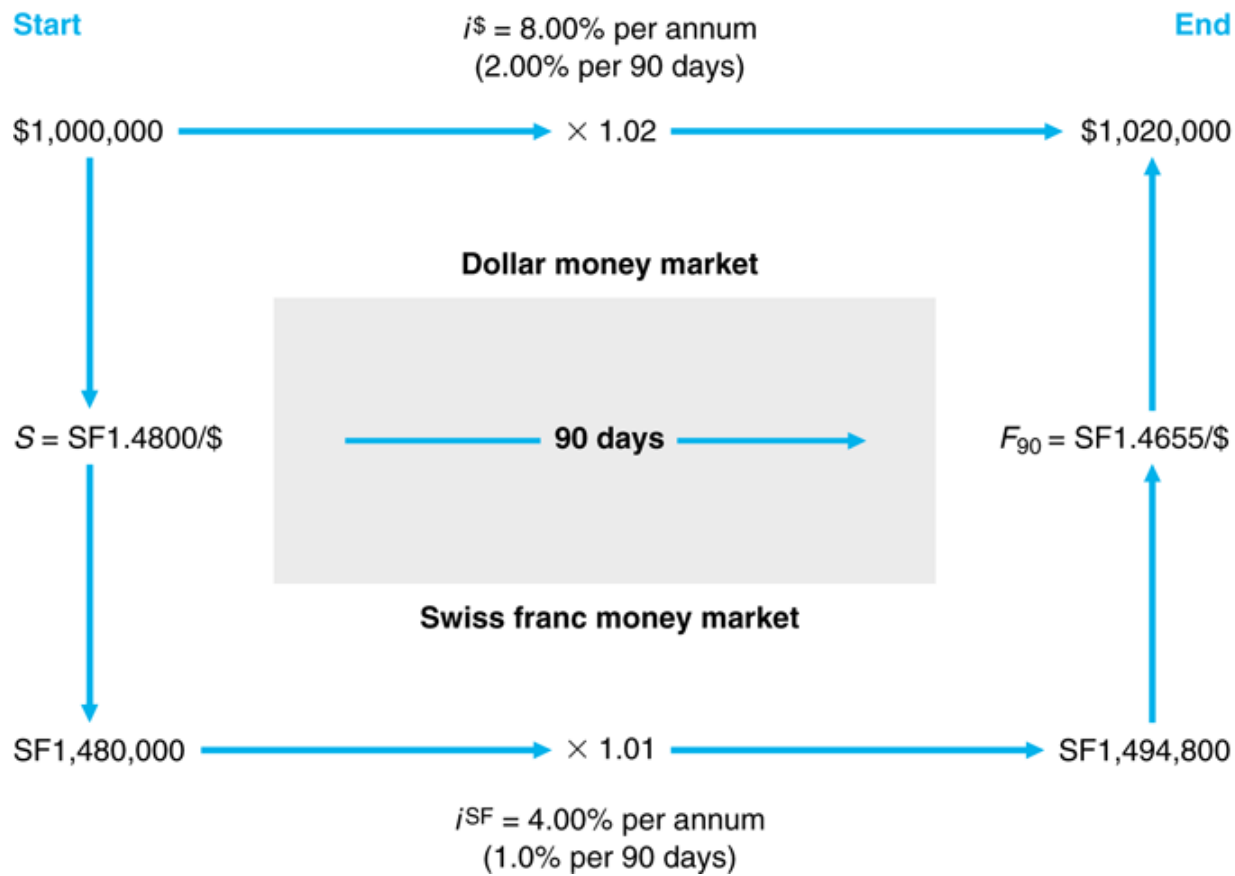 Start
i$ = 8.00% per annum
(2.00% per 90 days)
End
$1,000,000
× 1.02
$1,020,000
Dollar money market
S = SF1.4800/$
90 days
F90 = SF1.4655/$
Swiss franc money market
SF1,480,000
× 1.01
SF1,494,800
iSF = 4.00% per annum
(1.0% per 90 days)